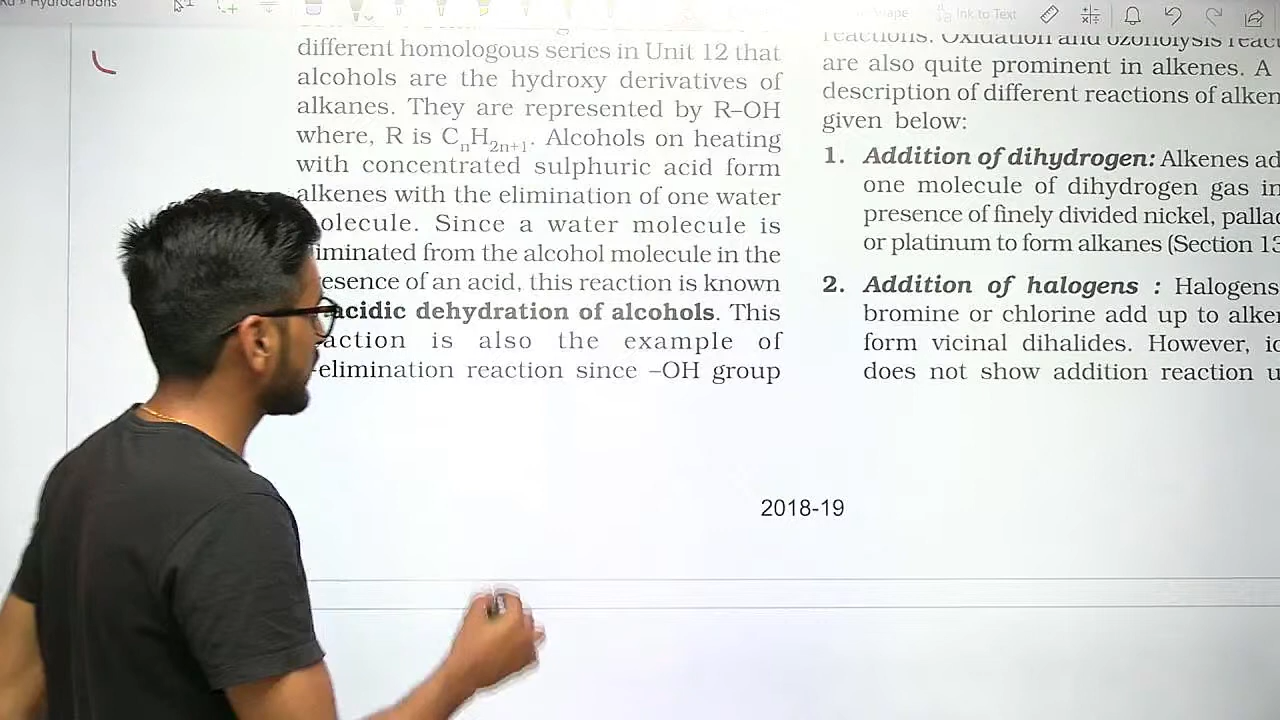 Hydrocarbons
Ink to Text
different homologous series in Unit 12 that
alcohols are the hydroxy derivatives of
alkanes. They are represented by R–OH
where, R is CnH2n+1. Alcohols on heating
with concentrated sulphuric acid form
alkenes with the elimination of one water
olecule. Since a water molecule is
iminated from the alcohol molecule in the
esence of an acid, this reaction is known
acidic dehydration of alcohols. This
action is also the example of
-elimination reaction since –OH group
reactions. Oxidation and ozonolysis reac
are also quite prominent in alkenes. A
description of different reactions of alken
given below:
1. Addition of dihydrogen: Alkenes ad
one molecule of dihydrogen gas in
presence of finely divided nickel, pallad
or platinum to form alkanes (Section 13
2. Addition of halogens : Halogens
bromine or chlorine add up to alken
form vicinal dihalides. However, io
does not show addition reaction u
2018-19